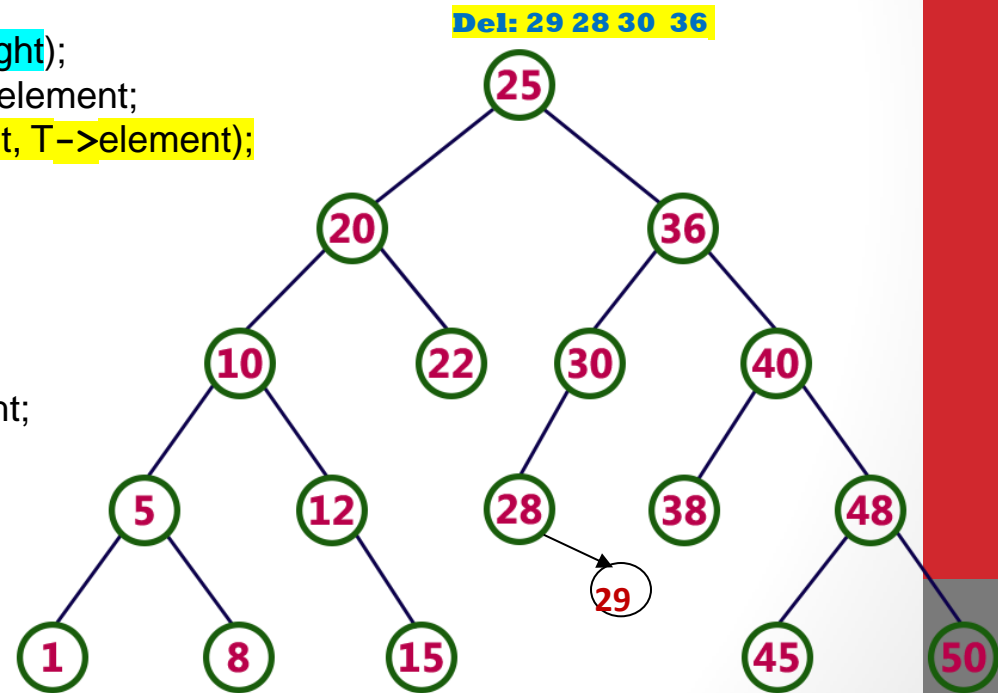 Del: 29 28 30 36
ght);
element;
t, T->element);
nt;
25
20 36
10 22 30 40
5 12 28 38 48
29
1 8 15 45 50